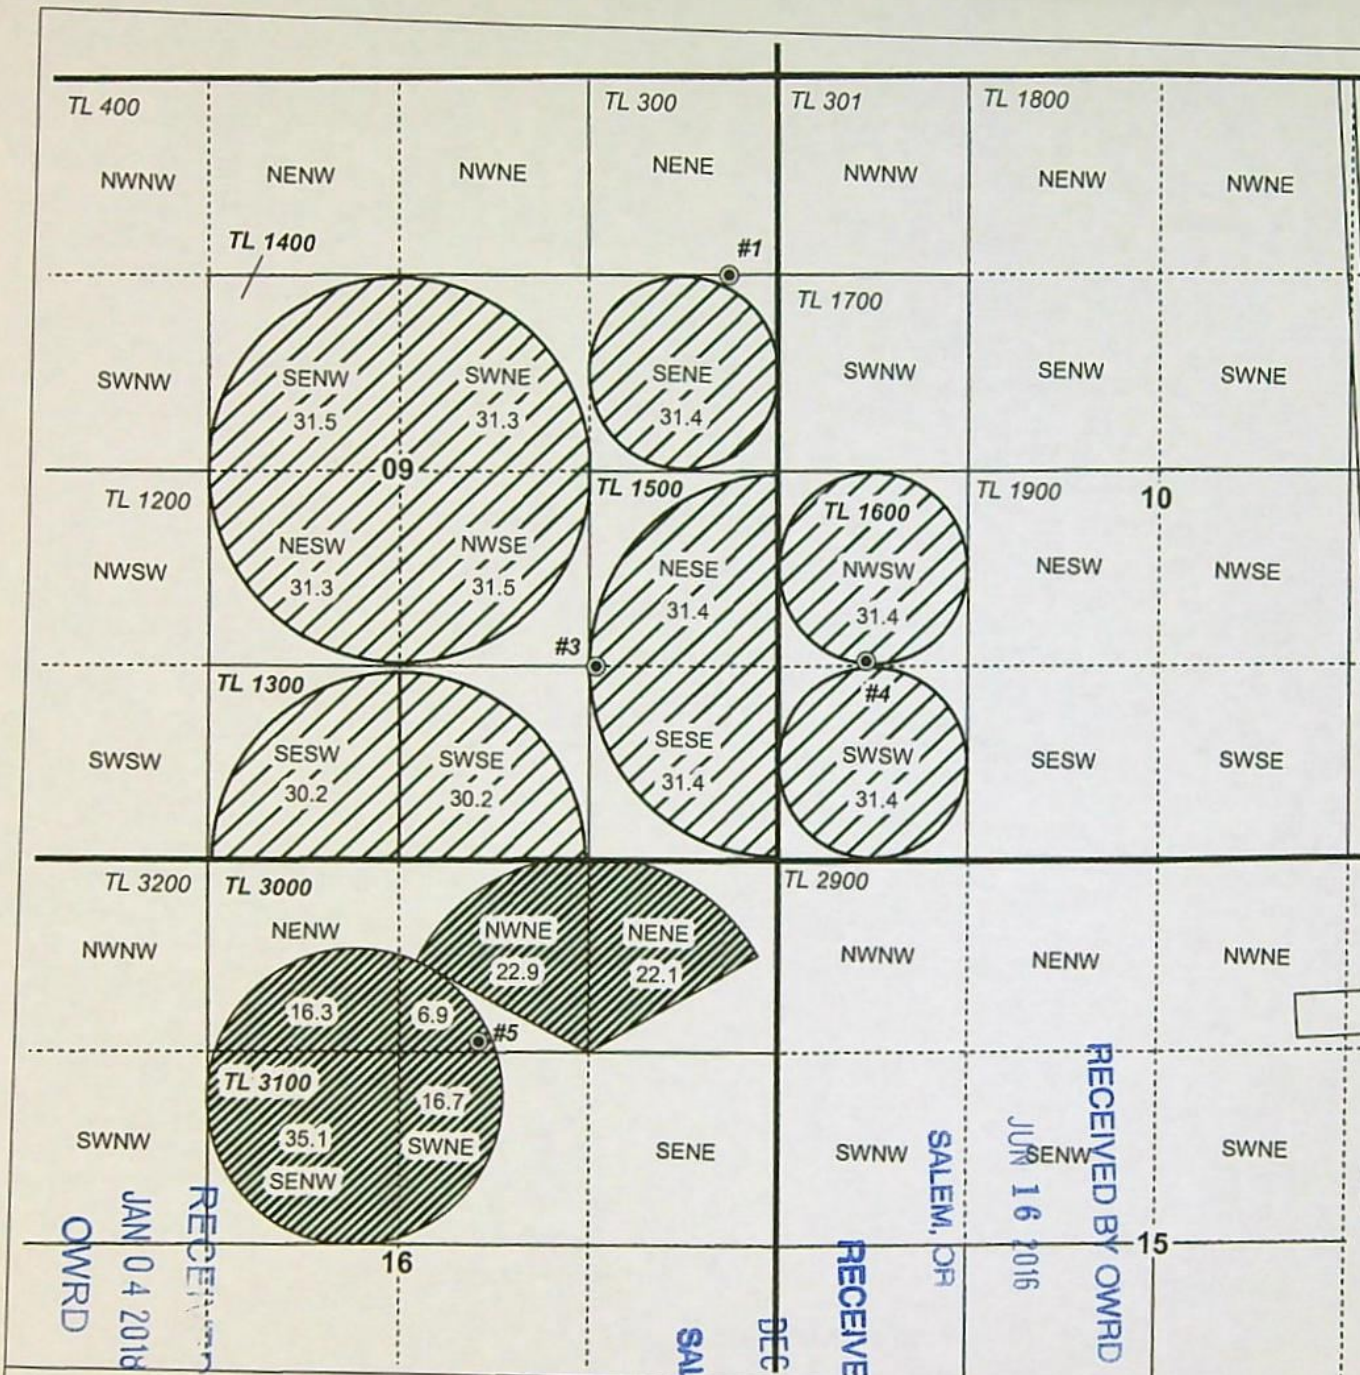 TL 400
TL 300
TL 301
TL 1800
NWNW
NENW
NWNE
NENE
NWNW
NENW
NWNE
TL 1400
#1
TL 1700
SWNW
SENW
31.5
SWNE
31.3
SENE
31.4
SWNW
SENW
SWNE
09
TL 1200
TL 1500
TL 1600
TL 1900
10
NWSW
NESW
31.3
NWSE
31.5
NESE
31.4
NWSW
31.4
NESW
NWSE
#3
#4
TL 1300
SWSW
SESW
30.2
SWSE
30.2
SESE
31.4
SWSW
31.4
SESW
SWSE
TL 3200
TL 3000
TL 2900
NWNW
NENW
NWNE
22.9
NENE
22.1
NWNW
NENW
NWNE
16.3
6.9
#5
TL 3100
16.7
SWNW
35.1
SENW
SWNE
SENE
SWNW
SENW
SWNE
16
15
RECEIVED BY OWRD
JUN 16 2016
SALEM, OR
JAN 04 2018
OWRD
DEC